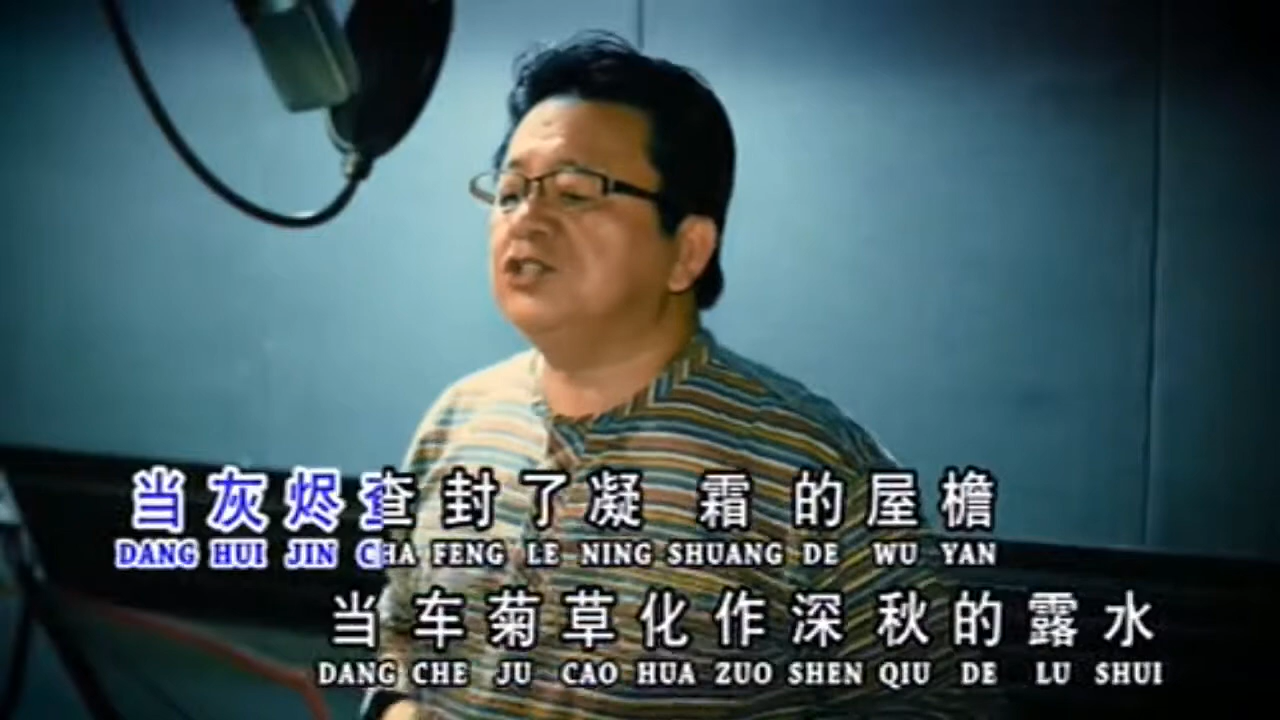 当灰烬查封了凝 霜 的屋檐
DANG HUI JIN CHA FENG LE NING SHUANG DE WU YAN
当车菊草化作深秋的露水
DANG CHE JU CAO HUA ZUO SHEN QIU DE LU SHUI